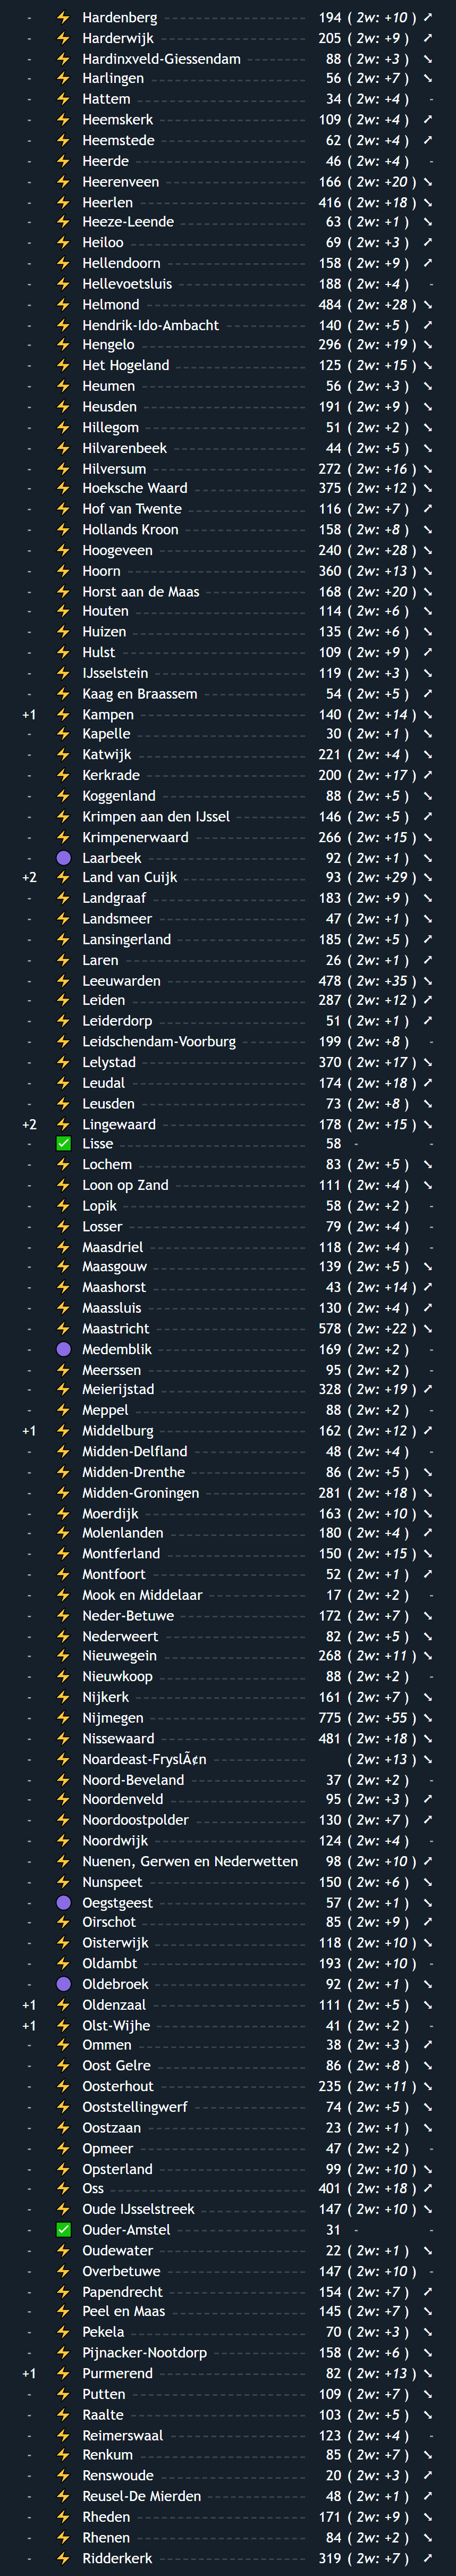 - ⚡ Hardenberg 194 ( 2w: +10 ) ↗
- ⚡ Harderwijk 205 ( 2w: +9 ) ↗
- ⚡ Hardinxveld-Giessendam 88 ( 2w: +3 ) ↘
- ⚡ Harlingen 56 ( 2w: +7 ) ↘
- ⚡ Hattem 34 ( 2w: +4 ) -
- ⚡ Heemskerk 109 ( 2w: +4 ) ↗
- ⚡ Heemstede 62 ( 2w: +4 ) ↗
- ⚡ Heerde 46 ( 2w: +4 ) -
- ⚡ Heerenveen 166 ( 2w: +20 ) ↘
- ⚡ Heerlen 416 ( 2w: +18 ) ↘
- ⚡ Heeze-Leende 63 ( 2w: +1 ) ↘
- ⚡ Heiloo 69 ( 2w: +3 ) ↗
- ⚡ Hellendoorn 158 ( 2w: +9 ) ↗
- ⚡ Hellevoetsluis 188 ( 2w: +4 ) -
- ⚡ Helmond 484 ( 2w: +28 ) ↘
- ⚡ Hendrik-Ido-Ambacht 140 ( 2w: +5 ) ↗
- ⚡ Hengelo 296 ( 2w: +19 ) ↘
- ⚡ Het Hogeland 125 ( 2w: +15 ) ↘
- ⚡ Heumen 56 ( 2w: +3 ) ↘
- ⚡ Heusden 191 ( 2w: +9 ) ↘
- ⚡ Hillegom 51 ( 2w: +2 ) ↘
- ⚡ Hilvarenbeek 44 ( 2w: +5 ) ↘
- ⚡ Hilversum 272 ( 2w: +16 ) ↘
- ⚡ Hoeksche Waard 375 ( 2w: +12 ) ↘
- ⚡ Hof van Twente 116 ( 2w: +7 ) ↗
- ⚡ Hollands Kroon 158 ( 2w: +8 ) ↘
- ⚡ Hoogeveen 240 ( 2w: +28 ) ↘
- ⚡ Hoorn 360 ( 2w: +13 ) ↘
- ⚡ Horst aan de Maas 168 ( 2w: +20 ) ↘
- ⚡ Houten 114 ( 2w: +6 ) ↘
- ⚡ Huizen 135 ( 2w: +6 ) ↘
- ⚡ Hulst 109 ( 2w: +9 ) ↗
- ⚡ IJsselstein 119 ( 2w: +3 ) ↘
- ⚡ Kaag en Braassem 54 ( 2w: +5 ) ↗
+1 ⚡ Kampen 140 ( 2w: +14 ) ↘
- ⚡ Kapelle 30 ( 2w: +1 ) ↘
- ⚡ Katwijk 221 ( 2w: +4 ) ↘
- ⚡ Kerkrade 200 ( 2w: +17 ) ↗
- ⚡ Koggenland 88 ( 2w: +5 ) ↘
- ⚡ Krimpen aan den IJssel 146 ( 2w: +5 ) ↗
- ⚡ Krimpenerwaard 266 ( 2w: +15 ) ↘
- 🟣 Laarbeek 92 ( 2w: +1 ) ↘
+2 ⚡ Land van Cuijk 93 ( 2w: +29 ) ↘
- ⚡ Landgraaf 183 ( 2w: +9 ) ↘
- ⚡ Landsmeer 47 ( 2w: +1 ) ↘
- ⚡ Lansingerland 185 ( 2w: +5 ) ↗
- ⚡ Laren 26 ( 2w: +1 ) ↗
- ⚡ Leeuwarden 478 ( 2w: +35 ) ↘
- ⚡ Leiden 287 ( 2w: +12 ) ↗
- ⚡ Leiderdorp 51 ( 2w: +1 ) ↗
- ⚡ Leidschendam-Voorburg 199 ( 2w: +8 ) -
- ⚡ Lelystad 370 ( 2w: +17 ) ↘
- ⚡ Leudal 174 ( 2w: +18 ) ↗
- ⚡ Leusden 73 ( 2w: +8 ) ↘
+2 ⚡ Lingewaard 178 ( 2w: +15 ) ↘
- ✅ Lisse 58 - -
- ⚡ Lochem 83 ( 2w: +5 ) ↘
- ⚡ Loon op Zand 111 ( 2w: +4 ) ↘
- ⚡ Lopik 58 ( 2w: +2 ) -
- ⚡ Losser 79 ( 2w: +4 ) -
- ⚡ Maasdriel 118 ( 2w: +4 ) -
- ⚡ Maasgouw 139 ( 2w: +5 ) ↘
- ⚡ Maashorst 43 ( 2w: +14 ) ↗
- ⚡ Maassluis 130 ( 2w: +4 ) ↗
- ⚡ Maastricht 578 ( 2w: +22 ) ↘
- 🟣 Medemblik 169 ( 2w: +2 ) -
- ⚡ Meerssen 95 ( 2w: +2 ) -
- ⚡ Meierijstad 328 ( 2w: +19 ) ↗
- ⚡ Meppel 88 ( 2w: +2 ) -
+1 ⚡ Middelburg 162 ( 2w: +12 ) ↗
- ⚡ Midden-Delfland 48 ( 2w: +4 ) -
- ⚡ Midden-Drenthe 86 ( 2w: +5 ) ↘
- ⚡ Midden-Groningen 281 ( 2w: +18 ) ↘
- ⚡ Moerdijk 163 ( 2w: +10 ) ↘
- ⚡ Molenlanden 180 ( 2w: +4 ) ↗
- ⚡ Montferland 150 ( 2w: +15 ) ↘
- ⚡ Montfoort 52 ( 2w: +1 ) ↗
- ⚡ Mook en Middelaar 17 ( 2w: +2 ) -
- ⚡ Neder-Betuwe 172 ( 2w: +7 ) ↘
- ⚡ Nederweert 82 ( 2w: +5 ) ↘
- ⚡ Nieuwegein 268 ( 2w: +11 ) ↘
- ⚡ Nieuwkoop 88 ( 2w: +2 ) -
- ⚡ Nijkerk 161 ( 2w: +7 ) ↘
- ⚡ Nijmegen 775 ( 2w: +55 ) ↘
- ⚡ Nissewaard 481 ( 2w: +18 ) ↘
- ⚡ Noardeast-FryslÃ¢n ( 2w: +13 ) ↘
- ⚡ Noord-Beveland 37 ( 2w: +2 ) -
- ⚡ Noordenveld 95 ( 2w: +3 ) ↗
- ⚡ Noordoostpolder 130 ( 2w: +7 ) ↗
- ⚡ Noordwijk 124 ( 2w: +4 ) -
- ⚡ Nuenen, Gerwen en Nederwetten 98 ( 2w: +10 ) ↗
- ⚡ Nunspeet 150 ( 2w: +6 ) ↘
- 🟣 Oegstgeest 57 ( 2w: +1 ) ↘
- ⚡ Oirschot 85 ( 2w: +9 ) ↗
- ⚡ Oisterwijk 118 ( 2w: +10 ) ↘
- ⚡ Oldambt 193 ( 2w: +10 ) -
- 🟣 Oldebroek 92 ( 2w: +1 ) ↘
+1 ⚡ Oldenzaal 111 ( 2w: +5 ) ↘
+1 ⚡ Olst-Wijhe 41 ( 2w: +2 ) -
- ⚡ Ommen 38 ( 2w: +3 ) ↗
- ⚡ Oost Gelre 86 ( 2w: +8 ) ↘
- ⚡ Oosterhout 235 ( 2w: +11 ) ↘
- ⚡ Ooststellingwerf 74 ( 2w: +5 ) ↘
- ⚡ Oostzaan 23 ( 2w: +1 ) ↘
- ⚡ Opmeer 47 ( 2w: +2 ) -
- ⚡ Opsterland 99 ( 2w: +10 ) ↘
- ⚡ Oss 401 ( 2w: +18 ) ↗
- ⚡ Oude IJsselstreek 147 ( 2w: +10 ) ↘
- ✅ Ouder-Amstel 31 - -
- ⚡ Oudewater 22 ( 2w: +1 ) ↘
- ⚡ Overbetuwe 147 ( 2w: +10 ) -
- ⚡ Papendrecht 154 ( 2w: +7 ) ↗
- ⚡ Peel en Maas 145 ( 2w: +7 ) ↘
- ⚡ Pekela 70 ( 2w: +3 ) ↘
- ⚡ Pijnacker-Nootdorp 158 ( 2w: +6 ) ↘
+1 ⚡ Purmerend 82 ( 2w: +13 ) ↘
- ⚡ Putten 109 ( 2w: +7 ) ↘
- ⚡ Raalte 103 ( 2w: +5 ) ↘
- ⚡ Reimerswaal 123 ( 2w: +4 ) -
- ⚡ Renkum 85 ( 2w: +7 ) ↘
- ⚡ Renswoude 20 ( 2w: +3 ) ↗
- ⚡ Reusel-De Mierden 48 ( 2w: +1 ) ↗
- ⚡ Rheden 171 ( 2w: +9 ) ↘
- ⚡ Rhenen 84 ( 2w: +2 ) ↘
- ⚡ Ridderkerk 319 ( 2w: +7 ) ↗